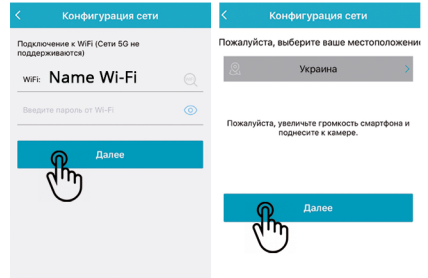 Конфигурация сети
Подключение к WiFi (Сети 5G не
поддерживаются)
WiFi: Name Wi-Fi
Введите пароль от Wi-Fi
Далее
Конфигурация сети
Пожалуйста, выберите ваше местоположени
Украина
Пожалуйста, увеличьте громкость смартфона и
поднесите к камере.
Далее